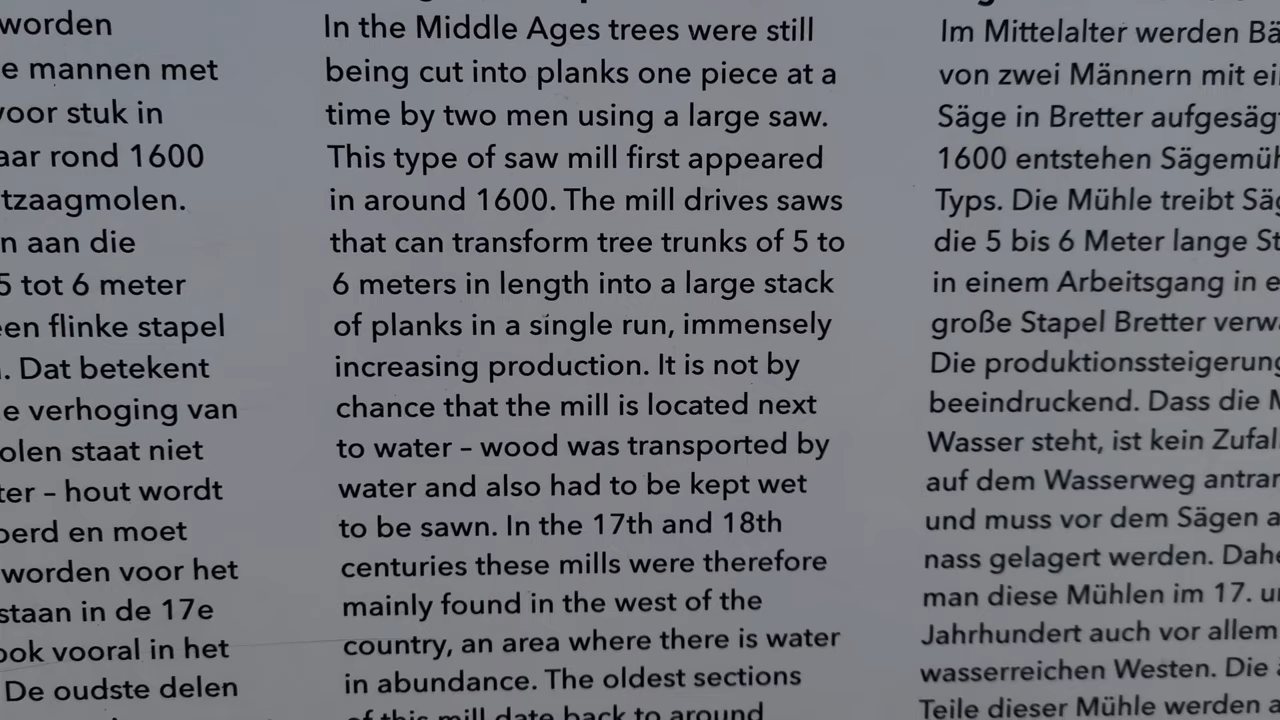 worden
e mannen met
voor stuk in
aar rond 1600
tzaagmolen.
n aan die
5 tot 6 meter
een flinke stapel
. Dat betekent
e verhoging van
olen staat niet
ter – hout wordt
oerd en moet
worden voor het
staan in de 17e
ook vooral in het
De oudste delen
In the Middle Ages trees were still
being cut into planks one piece at a
time by two men using a large saw.
This type of saw mill first appeared
in around 1600. The mill drives saws
that can transform tree trunks of 5 to
6 meters in length into a large stack
of planks in a single run, immensely
increasing production. It is not by
chance that the mill is located next
to water – wood was transported by
water and also had to be kept wet
to be sawn. In the 17th and 18th
centuries these mills were therefore
mainly found in the west of the
country, an area where there is water
in abundance. The oldest sections
of this mill date back to around
Im Mittelalter werden Bä
von zwei Männern mit ei
Säge in Bretter aufgesäg
1600 entstehen Sägemüh
Typs. Die Mühle treibt Säg
die 5 bis 6 Meter lange St
in einem Arbeitsgang in e
große Stapel Bretter verw
Die produktionssteigerung
beeindruckend. Dass die M
Wasser steht, ist kein Zufal
auf dem Wasserweg antran
und muss vor dem Sägen a
nass gelagert werden. Dahe
man diese Mühlen im 17. u
Jahrhundert auch vor allem
wasserreichen Westen. Die ä
Teile dieser Mühle werden a